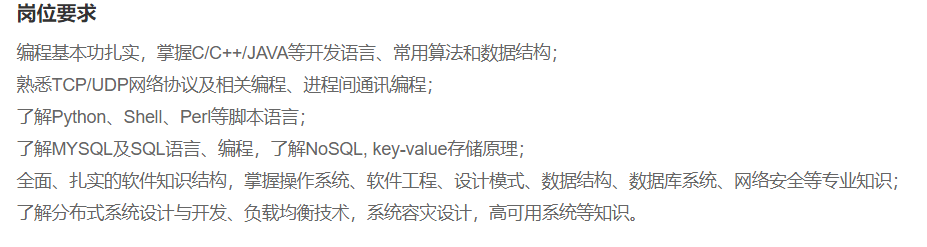 岗位要求
编程基本功扎实，掌握C/C++/JAVA等开发语言、常用算法和数据结构；
熟悉TCP/UDP网络协议及相关编程、进程间通讯编程；
了解Python、Shell、Perl等脚本语言；
了解MYSQL及SQL语言、编程，了解NoSQL, key-value存储原理；
全面、扎实的软件知识结构，掌握操作系统、软件工程、设计模式、数据结构、数据库系统、网络安全等专业知识；
了解分布式系统设计与开发、负载均衡技术，系统容灾设计，高可用系统等知识。